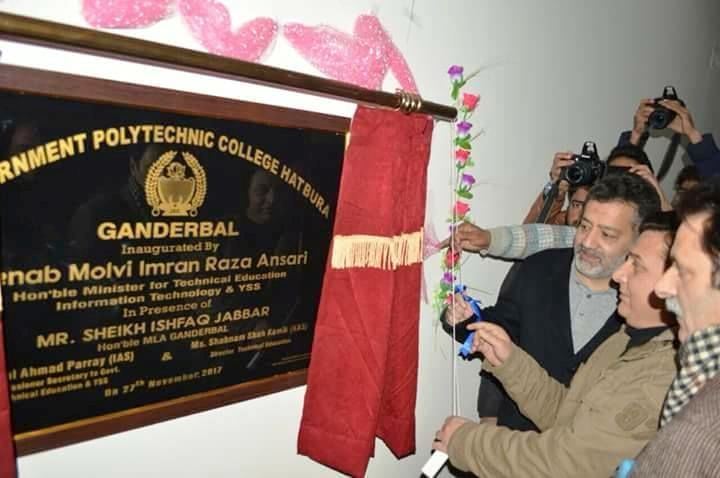 RNMENT POLYTECHNIC COLLEGE HATBURA
GANDERBAL
Inaugurated By
enab Molvi Imran Raza Ansari
Hon'ble Minister for Technical Education
Information Technology & YSS
In Presence of
MR. SHEIKH ISHFAQ JABBAR
Hon'ble MLA GANDERBAL
Ahmad Parray (IAS) & Ms. Shabnam Shah Kamili (KAS)
ssioner Secretary to Govt. Director Technical Education
hnical Education & YSS
On 27th November, 2017